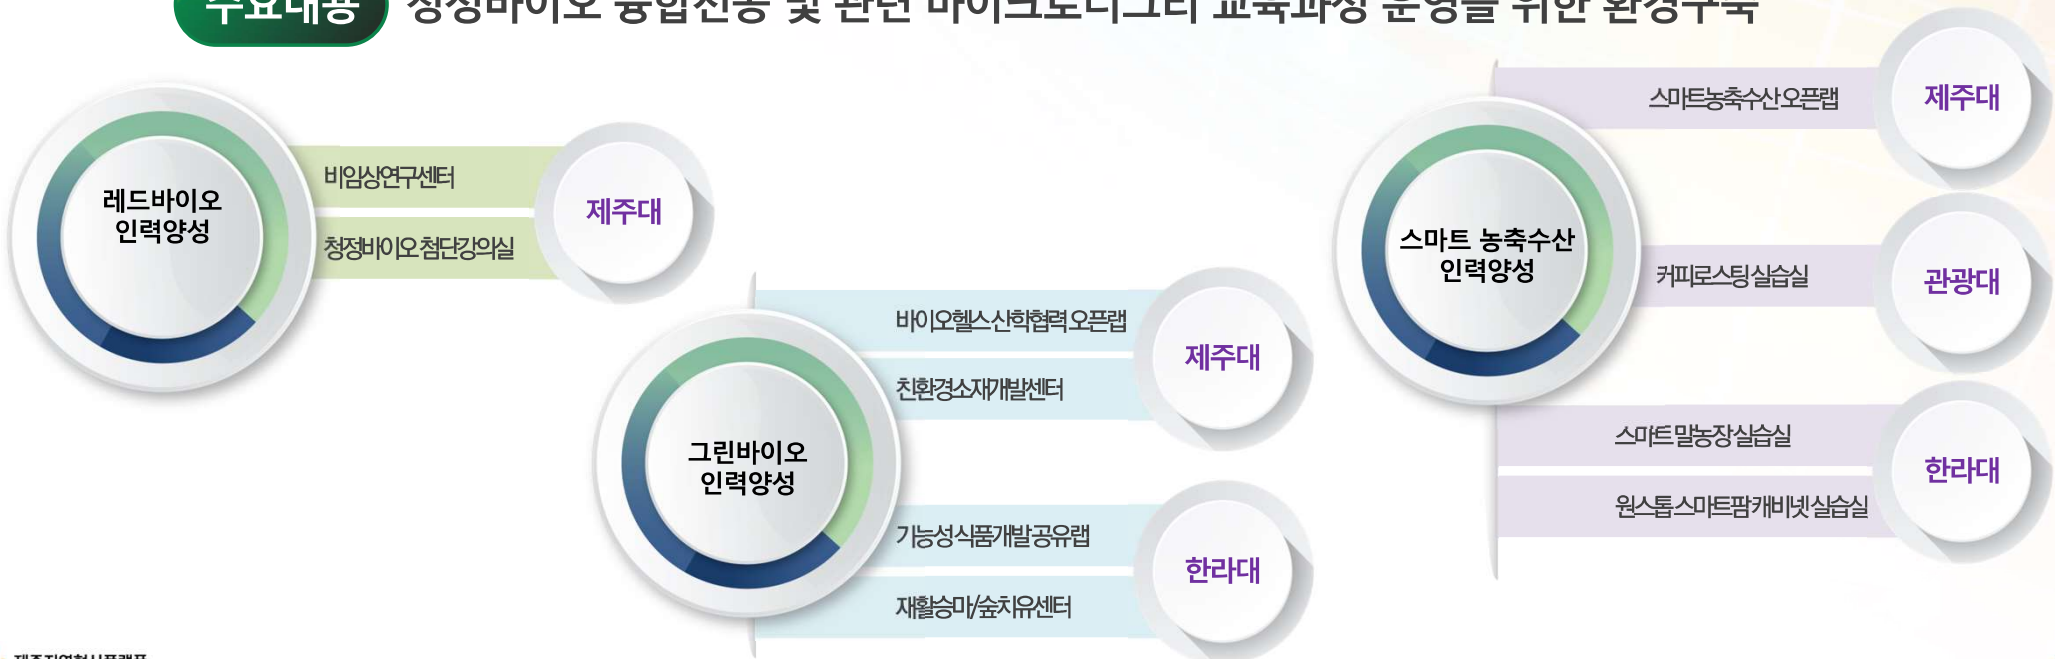 주요내용 청정바이오 융합전공 및 관련 마이크로디그리 교육과정 운영을 위한 환경구축
레드바이오
인력양성
비임상연구센터
청정바이오 첨단강의실
제주대
그린바이오
인력양성
바이오헬스 산학협력 오픈랩
친환경소재개발센터
제주대
기능성 식품개발 공유랩
재활승마/숲치유센터
한라대
스마트 농축수산
인력양성
스마트농축수산 오픈랩
제주대
커피로스팅 실습실
관광대
스마트 말농장 실습실
원스톱 스마트팜 캐비넷 실습실
한라대